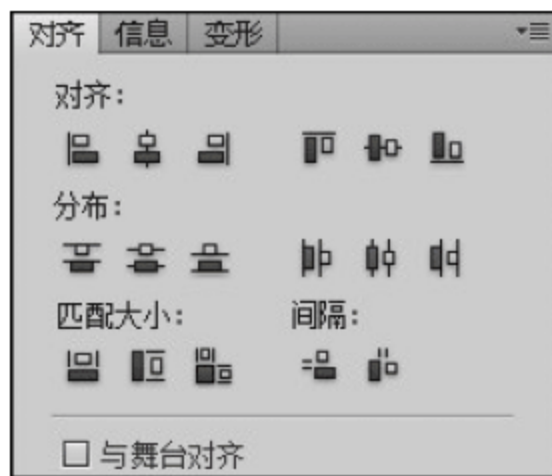 对齐 信息 变形
对齐：
分布：
匹配大小： 间隔：
与舞台对齐